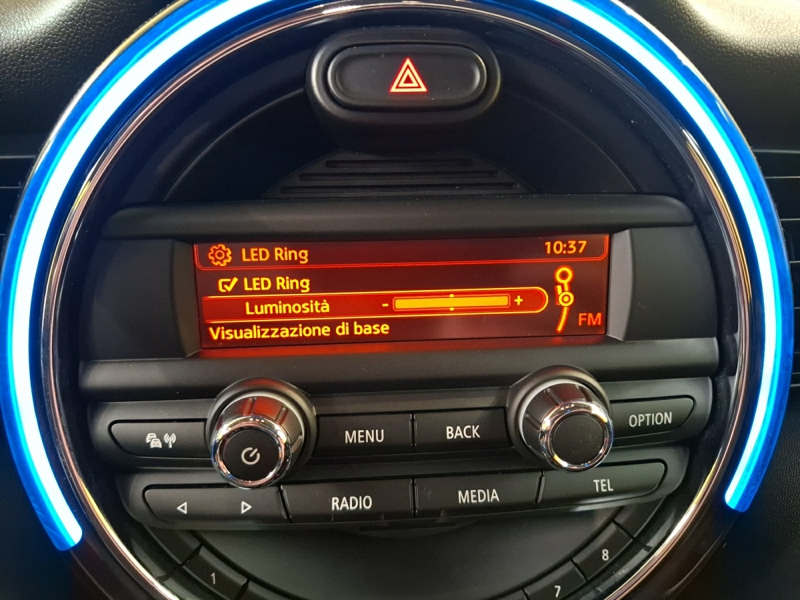 LED Ring 10:37
LED Ring
Luminosità - +
Visualizzazione di base
FM
MENU BACK OPTION
RADIO MEDIA TEL
1 7 8